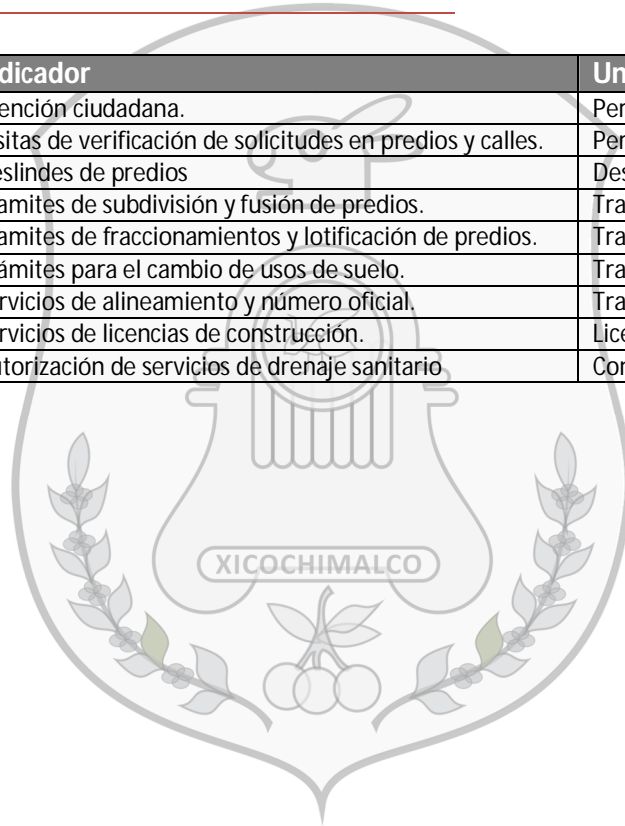 dicador Un
ención ciudadana. Per
sitas de verificación de solicitudes en predios y calles. Per
eslindes de predios Des
amites de subdivisión y fusión de predios. Tra
amites de fraccionamientos y lotificación de predios. Tra
ámites para el cambio de usos de suelo. Tra
rvicios de alineamiento y número oficial. Tra
rvicios de licencias de construcción. Lice
utorización de servicios de drenaje sanitario Con
XICOCHIMALCO